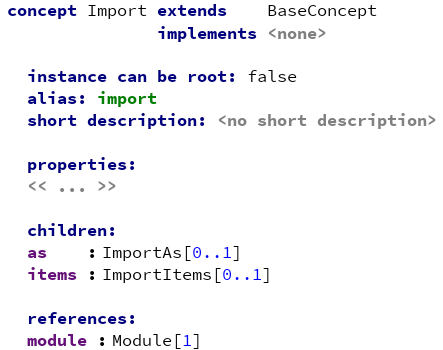 concept Import extends    BaseConcept
               implements <none>
instance can be root: false
alias: import
short description: <no short description>
properties:
<< ... >>
children:
as    : ImportAs[0..1]
items : ImportItems[0..1]
references:
module : Module[1]